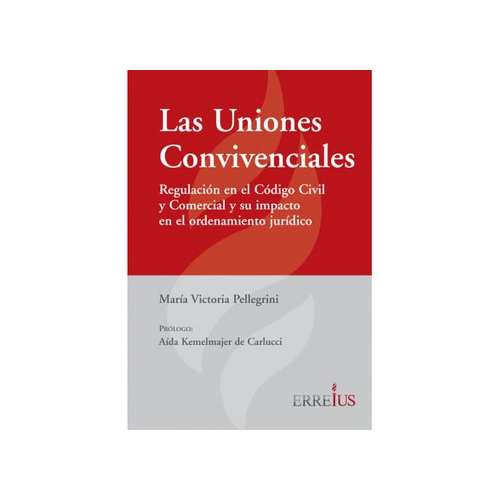 Las Uniones
Convivenciales
Regulación en el Código Civil
y Comercial y su impacto
en el ordenamiento jurídico
María Victoria Pellegrini
Prólogo:
Aída Kemelmajer de Carlucci
ERREIUS